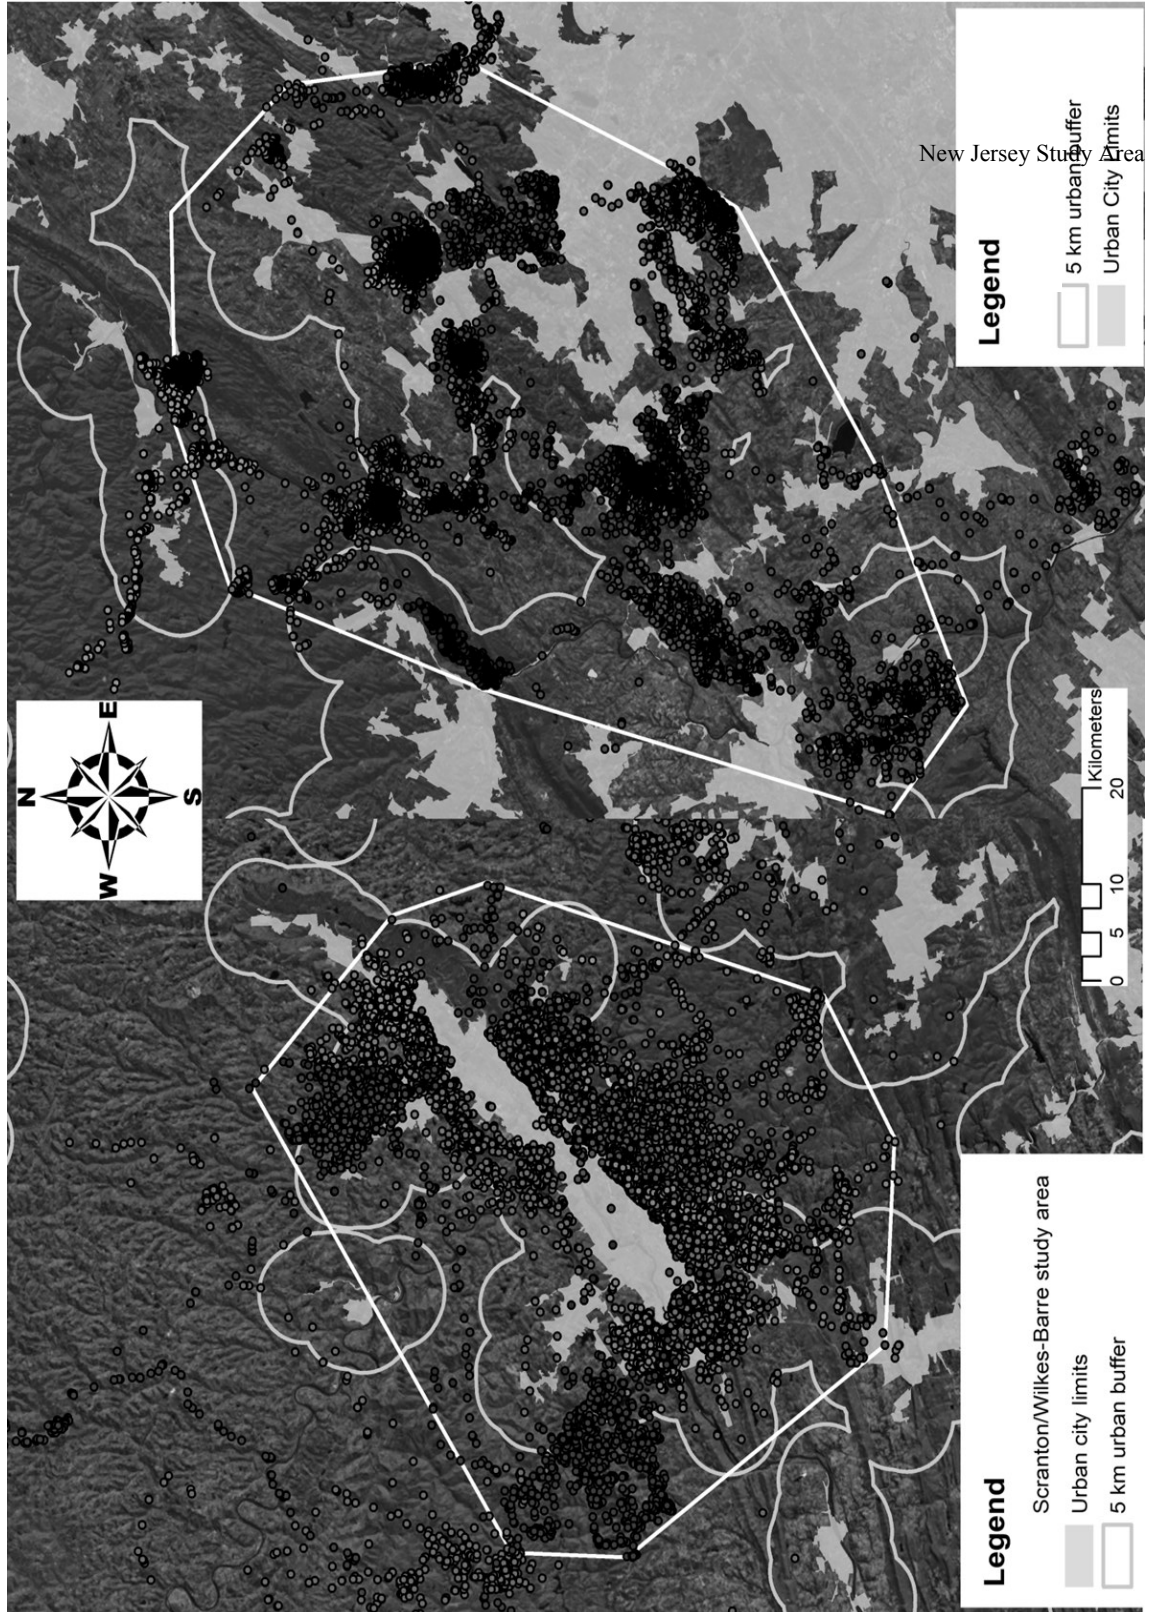 N
W
E
S
Legend
Scranton/Wilkes-Barre study area
Urban city limits
5 km urban buffer
0
5
10
20
Kilometers
Legend
New Jersey Study Area
5 km urban buffer
Urban City Limits